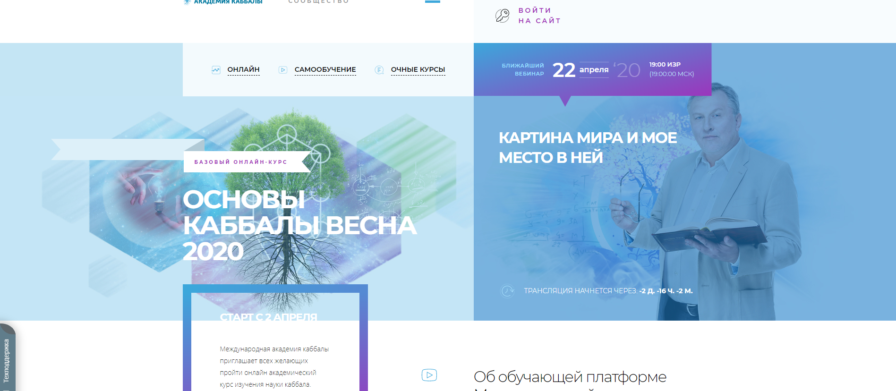 АКАДЕМИЯ КАББАЛЫ
СООБЩЕСТВО
ВОЙТИ
НА САЙТ
ОНЛАЙН
САМООБУЧЕНИЕ
ОЧНЫЕ КУРСЫ
БЛИЖАЙШИЙ
ВЕБИНАР
22 апреля '20
19:00 ИЗР
(19:00:00 МСК)
КАРТИНА МИРА И МОЕ
МЕСТО В НЕЙ
БАЗОВЫЙ ОНЛАЙН-КУРС
ОСНОВЫ
КАББАЛЫ ВЕСНА
2020
ТРАНСЛЯЦИЯ НАЧНЕТСЯ ЧЕРЕЗ: -2 Д. -16 Ч. -2 М.
СТАРТ С 2 АПРЕЛЯ
Международная академия каббалы
приглашает всех желающих
пройти онлайн академический
курс изучения науки каббала
Об обучающей платформе
Техподдержка